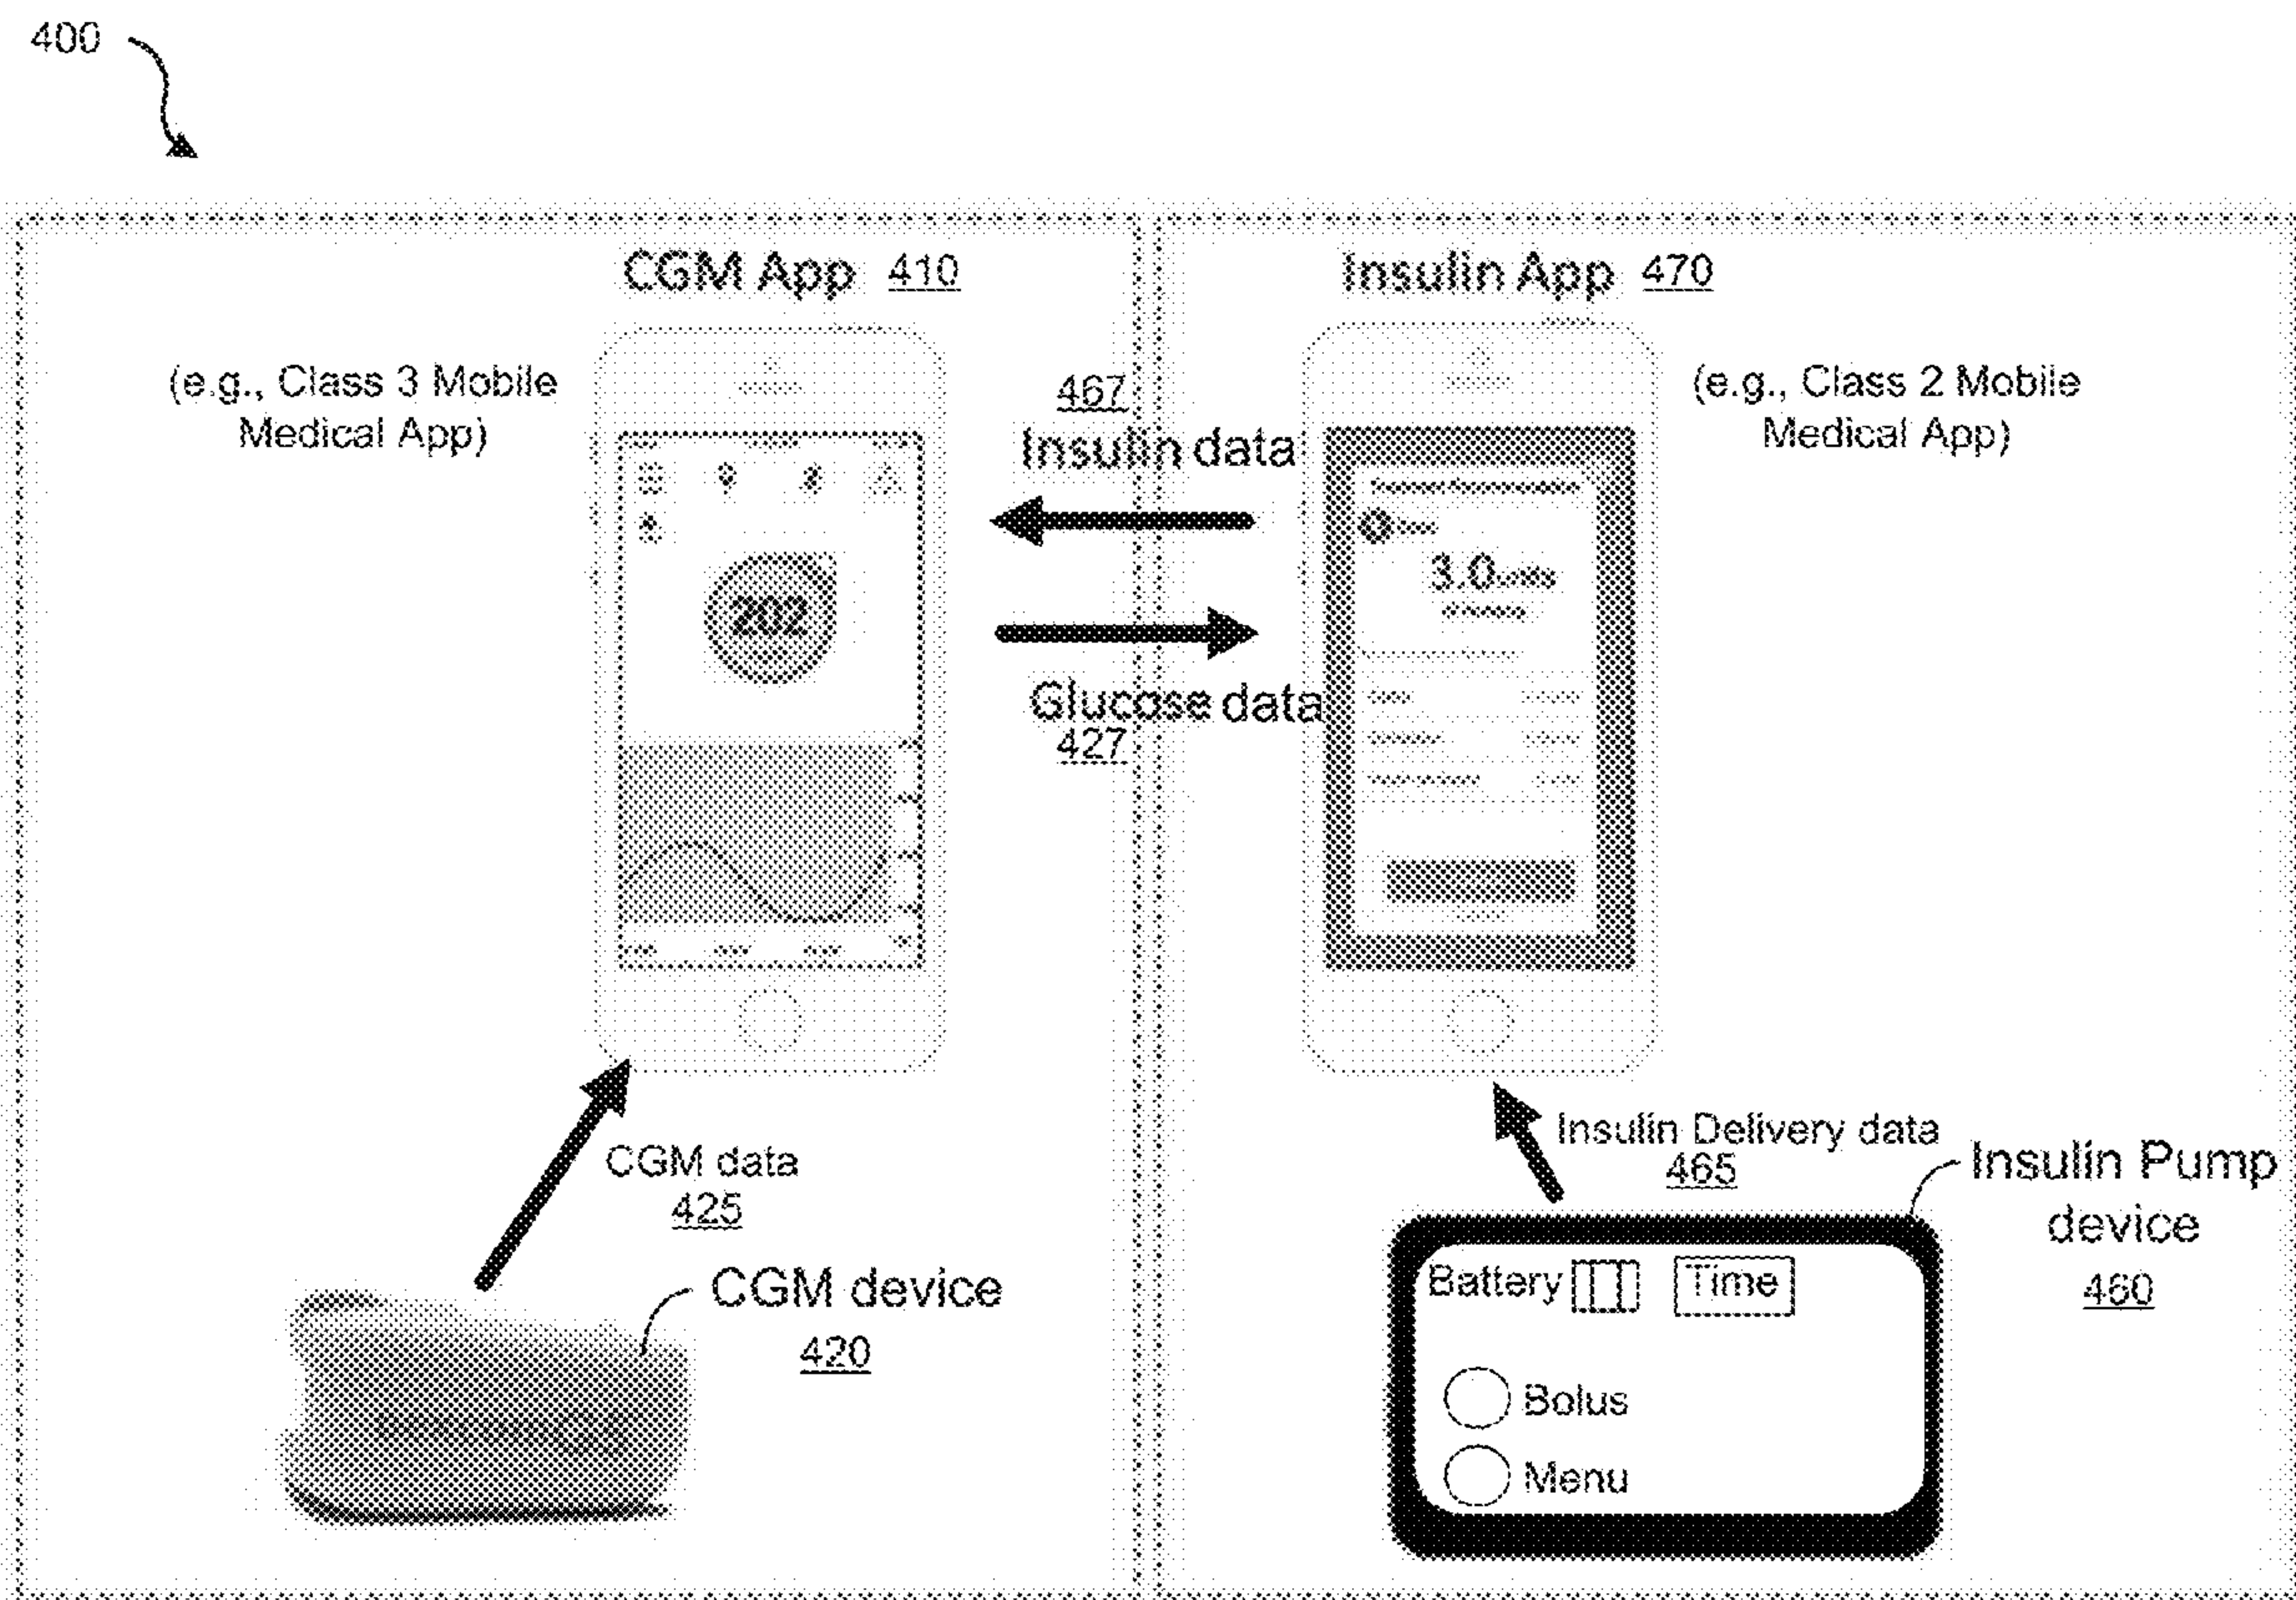 400
CGM App 410
(e.g., Class 3 Mobile
Medical App)
202
467
Insulin data
Glucose data
427
Insulin App 470
(e.g., Class 2 Mobile
Medical App)
3.0 units
CGM data
425
CGM device
420
Insulin Delivery data
465
Insulin Pump
device
460
Battery Time
Bolus
Menu